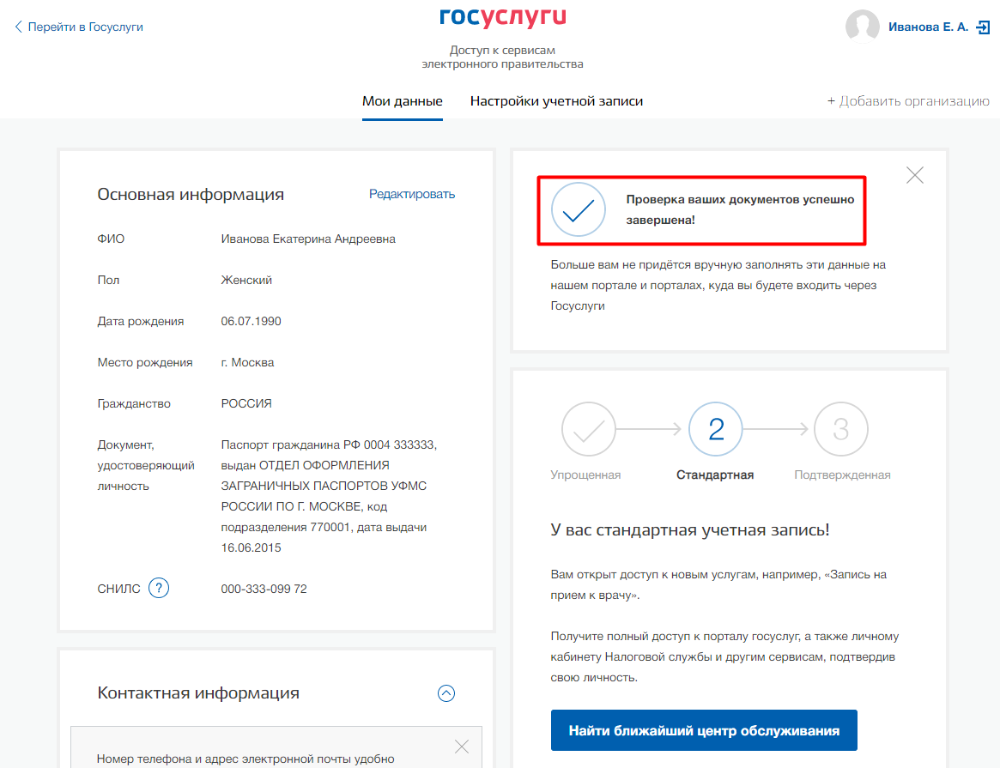 Перейти в Госуслуги
госуслуги
Доступ к сервисам
электронного правительства
Иванова Е. А.
Мои данные
Настройки учетной записи
+ Добавить организацию
Основная информация
Редактировать
ФИО
Иванова Екатерина Андреевна
Пол
Женский
Дата рождения
06.07.1990
Место рождения
г. Москва
Гражданство
РОССИЯ
Документ,
удостоверяющий
личность
Паспорт гражданина РФ 0004 333333,
выдан ОТДЕЛ ОФОРМЛЕНИЯ
ЗАГРАНИЧНЫХ ПАСПОРТОВ УФМС
РОССИИ ПО Г. МОСКВЕ, код
подразделения 770001, дата выдачи
16.06.2015
СНИЛС ?
000-333-099 72
Контактная информация
Номер телефона и адрес электронной почты удобно
Проверка ваших документов успешно
завершена!
Больше вам не придётся вручную заполнять эти данные на
нашем портале и порталах, куда вы будете входить через
Госуслуги
2
3
Упрощенная
Стандартная
Подтвержденная
У вас стандартная учетная запись!
Вам открыт доступ к новым услугам, например, «Запись на
прием к врачу».
Получите полный доступ к порталу госуслуг, а также личному
кабинету Налоговой службы и другим сервисам, подтвердив
свою личность.
Найти ближайший центр обслуживания